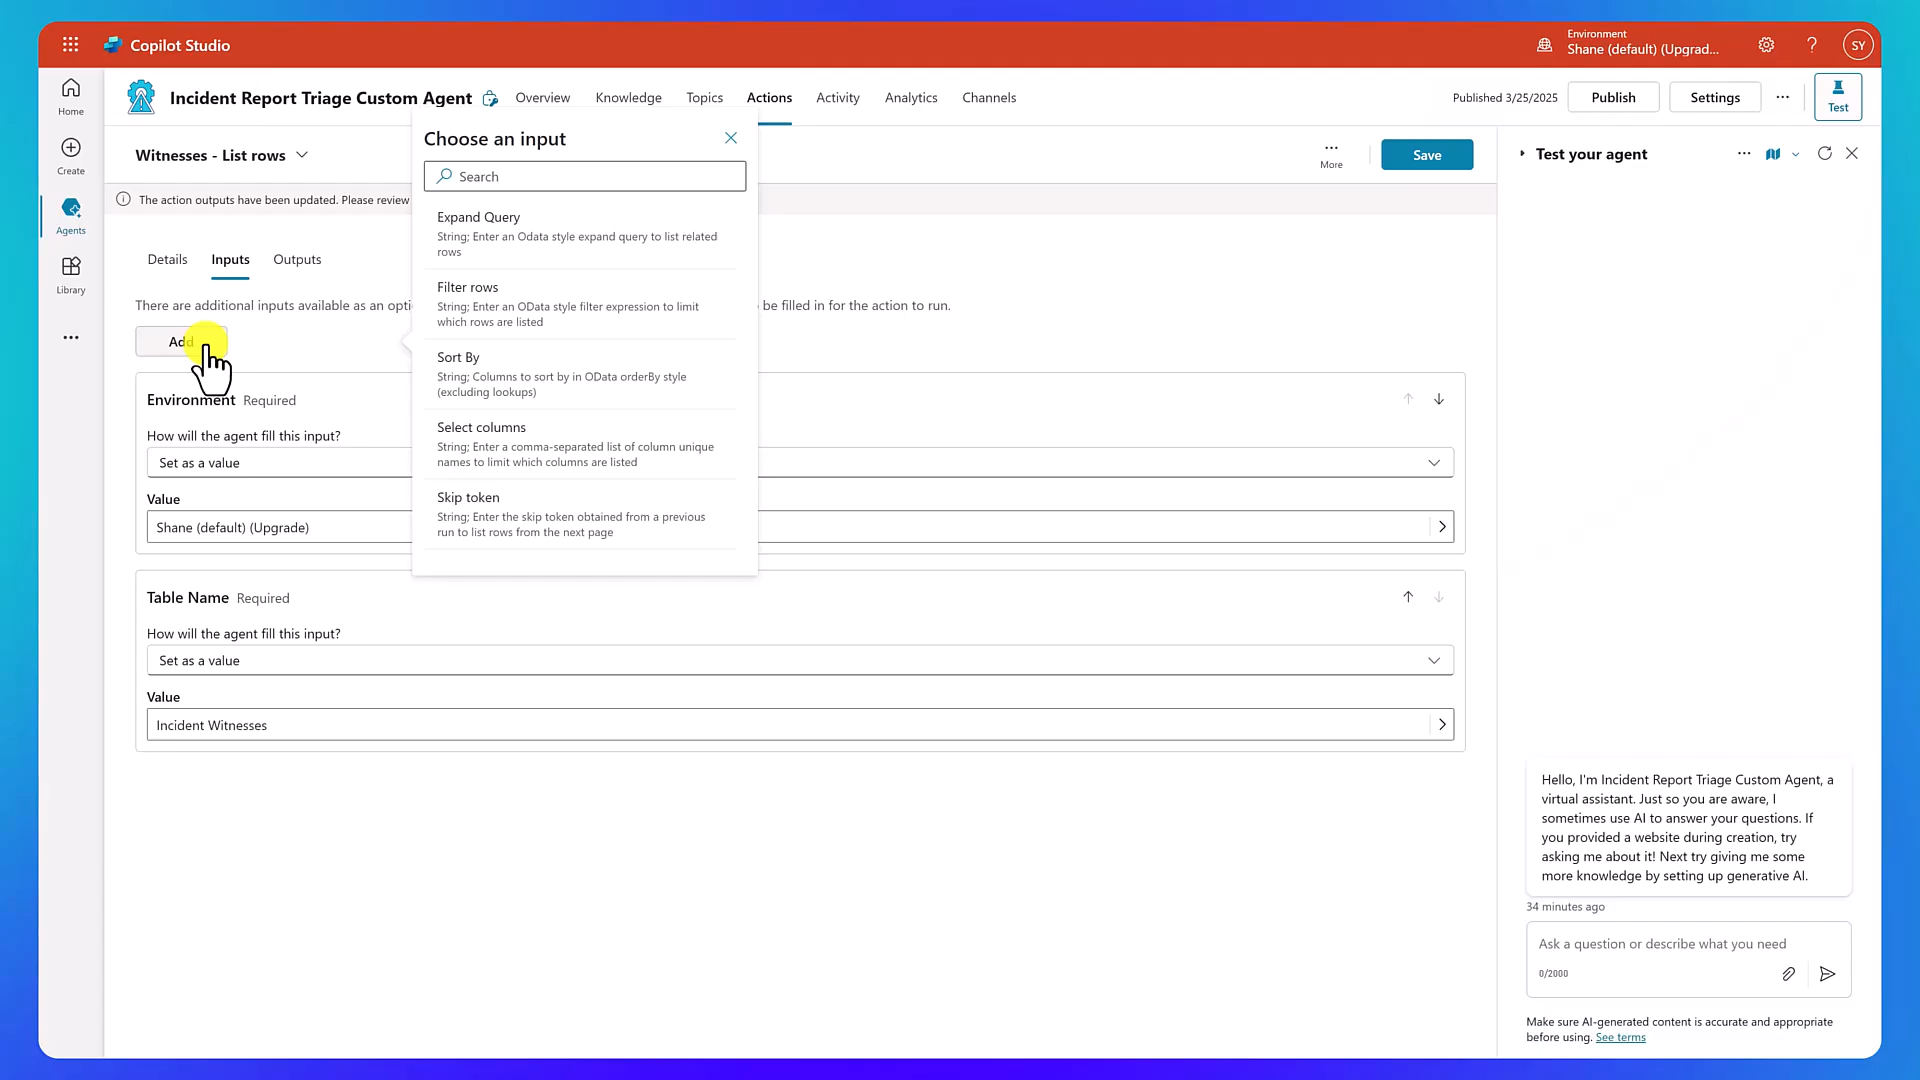 Copilot Studio
Environment
Shane (default) (Upgrad...
?
SY
Home
Create
Agents
Library
Incident Report Triage Custom Agent
Overview
Knowledge
Topics
Actions
Activity
Analytics
Channels
Published 3/25/2025
Publish
Settings
Test
Witnesses - List rows
More
Save
The action outputs have been updated. Please review
Details
Inputs
Outputs
There are additional inputs available as an opti
be filled in for the action to run.
Add
Choose an input
Search
Expand Query
String; Enter an Odata style expand query to list related
rows
Filter rows
String; Enter an OData style filter expression to limit
which rows are listed
Sort By
String; Columns to sort by in OData orderBy style
(excluding lookups)
Select columns
String; Enter a comma-separated list of column unique
names to limit which columns are listed
Skip token
String; Enter the skip token obtained from a previous
run to list rows from the next page
Environment Required
How will the agent fill this input?
Set as a value
Value
Shane (default) (Upgrade)
Table Name Required
How will the agent fill this input?
Set as a value
Value
Incident Witnesses
Test your agent
Hello, I'm Incident Report Triage Custom Agent, a
virtual assistant. Just so you are aware, I
sometimes use AI to answer your questions. If
you provided a website during creation, try
asking me about it! Next try giving me some
more knowledge by setting up generative AI.
34 minutes ago
Ask a question or describe what you need
0/2000
Make sure AI-generated content is accurate and appropriate
before using. See terms